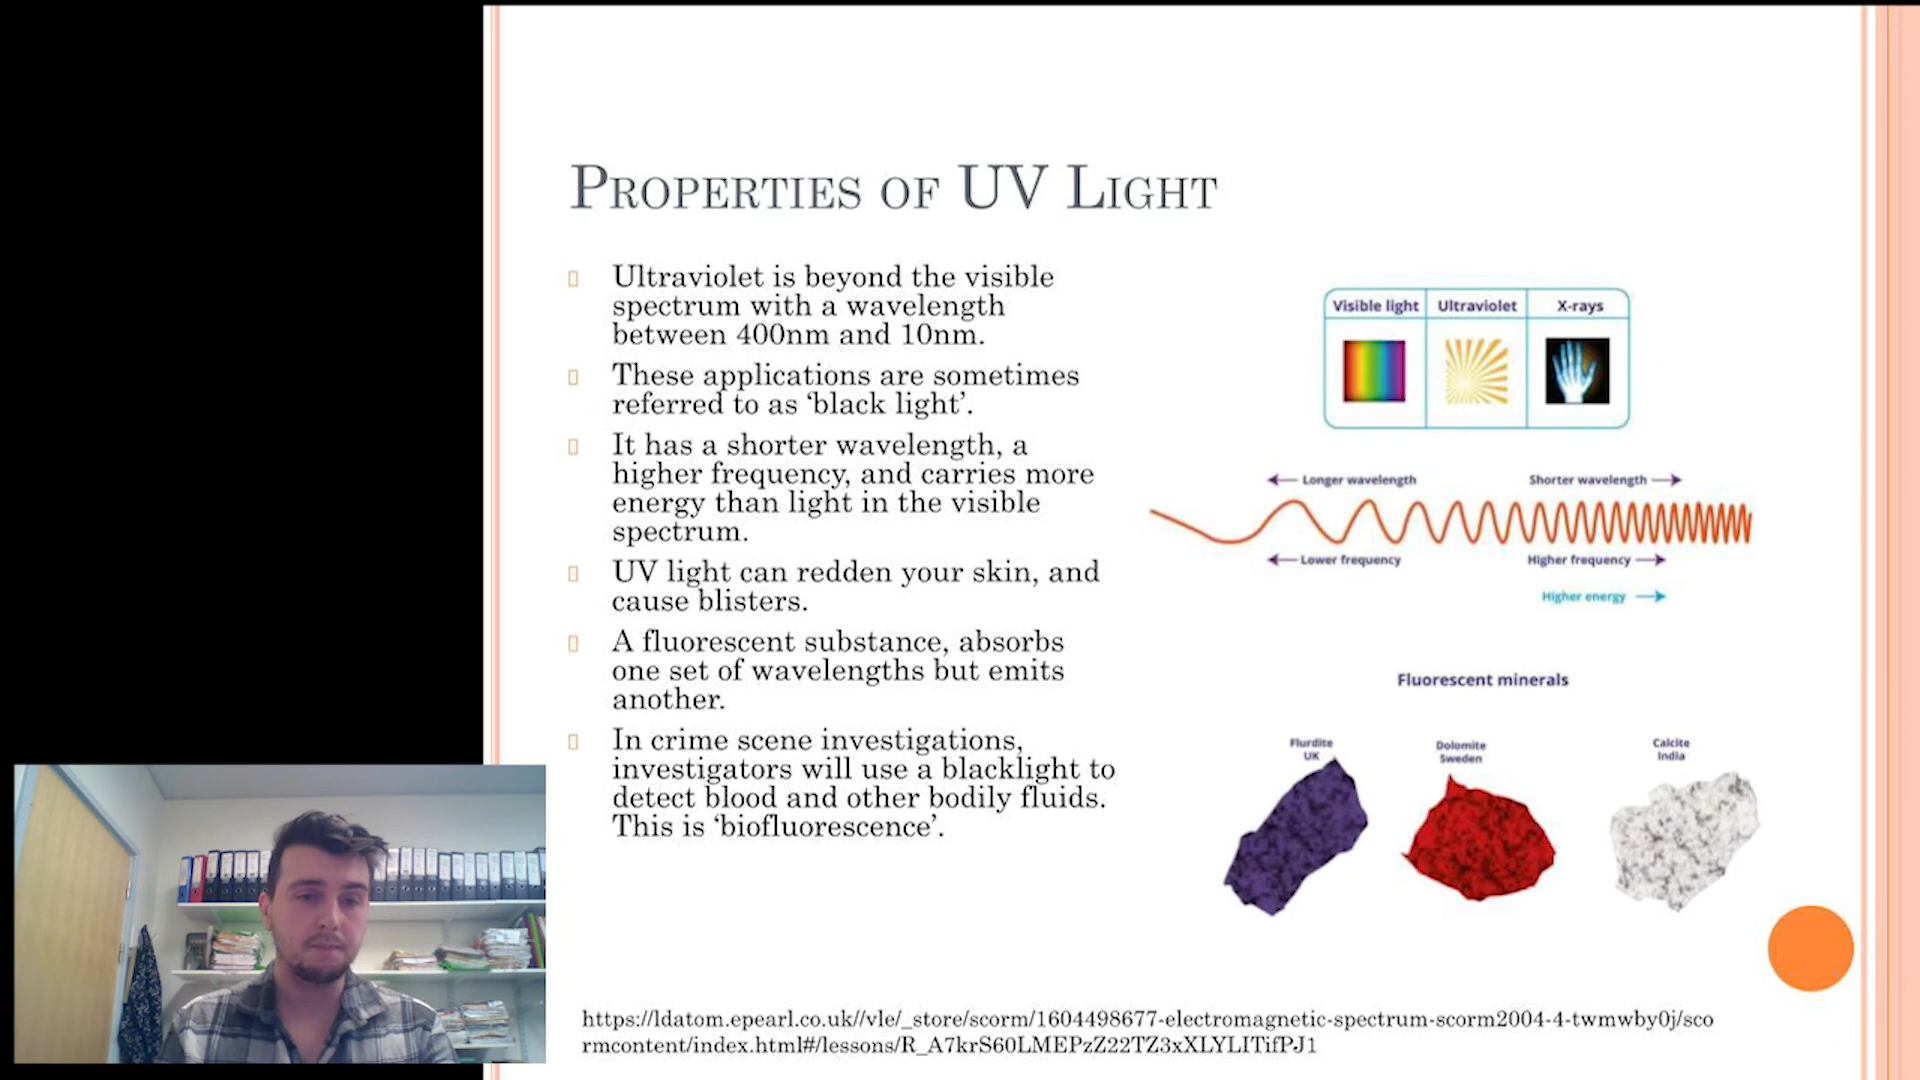 PROPERTIES OF UV LIGHT
Ultraviolet is beyond the visible
spectrum with a wavelength
between 400nm and 10nm.
These applications are sometimes
referred to as ‘black light’.
It has a shorter wavelength, a
higher frequency, and carries more
energy than light in the visible
spectrum.
UV light can redden your skin, and
cause blisters.
A fluorescent substance, absorbs
one set of wavelengths but emits
another.
In crime scene investigations,
investigators will use a blacklight to
detect blood and other bodily fluids.
This is ‘biofluorescence’.
Visible light Ultraviolet X-rays
Longer wavelength Shorter wavelength
Lower frequency Higher frequency
Higher energy
Fluorescent minerals
Flurdite
UK
Dolomite
Sweden
Calcite
India
https://ldatom.epearl.co.uk//vle/_store/scorm/1604498677-electromagnetic-spectrum-scorm2004-4-twmwby0j/sco
rmcontent/index.html#/lessons/R_A7krS60LMEPzZ22TZ3xXLYLITifPJ1